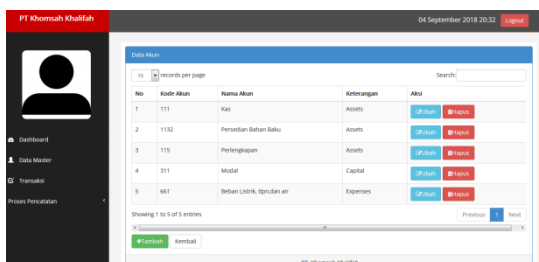 PT Khomsah Khalifah
04 September 2018 20:32 Logout
Data Akun
10 records per page Search:
No Kode Akun Nama Akun Keterangan Aksi
1 111 Kas Assets Ubah Hapus
2 1132 Persedian Bahan Baku Assets Ubah Hapus
3 115 Perlengkapan Assets Ubah Hapus
4 311 Modal Capital Ubah Hapus
5 661 Beban Listrik, tlpn,dan air Expenses Ubah Hapus
Dashboard
Data Master
Transaksi
Proses Pencatatan
Showing 1 to 5 of 5 entries Previous 1 Next
+Tambah Kembali
PT. Khomsah Khalifah